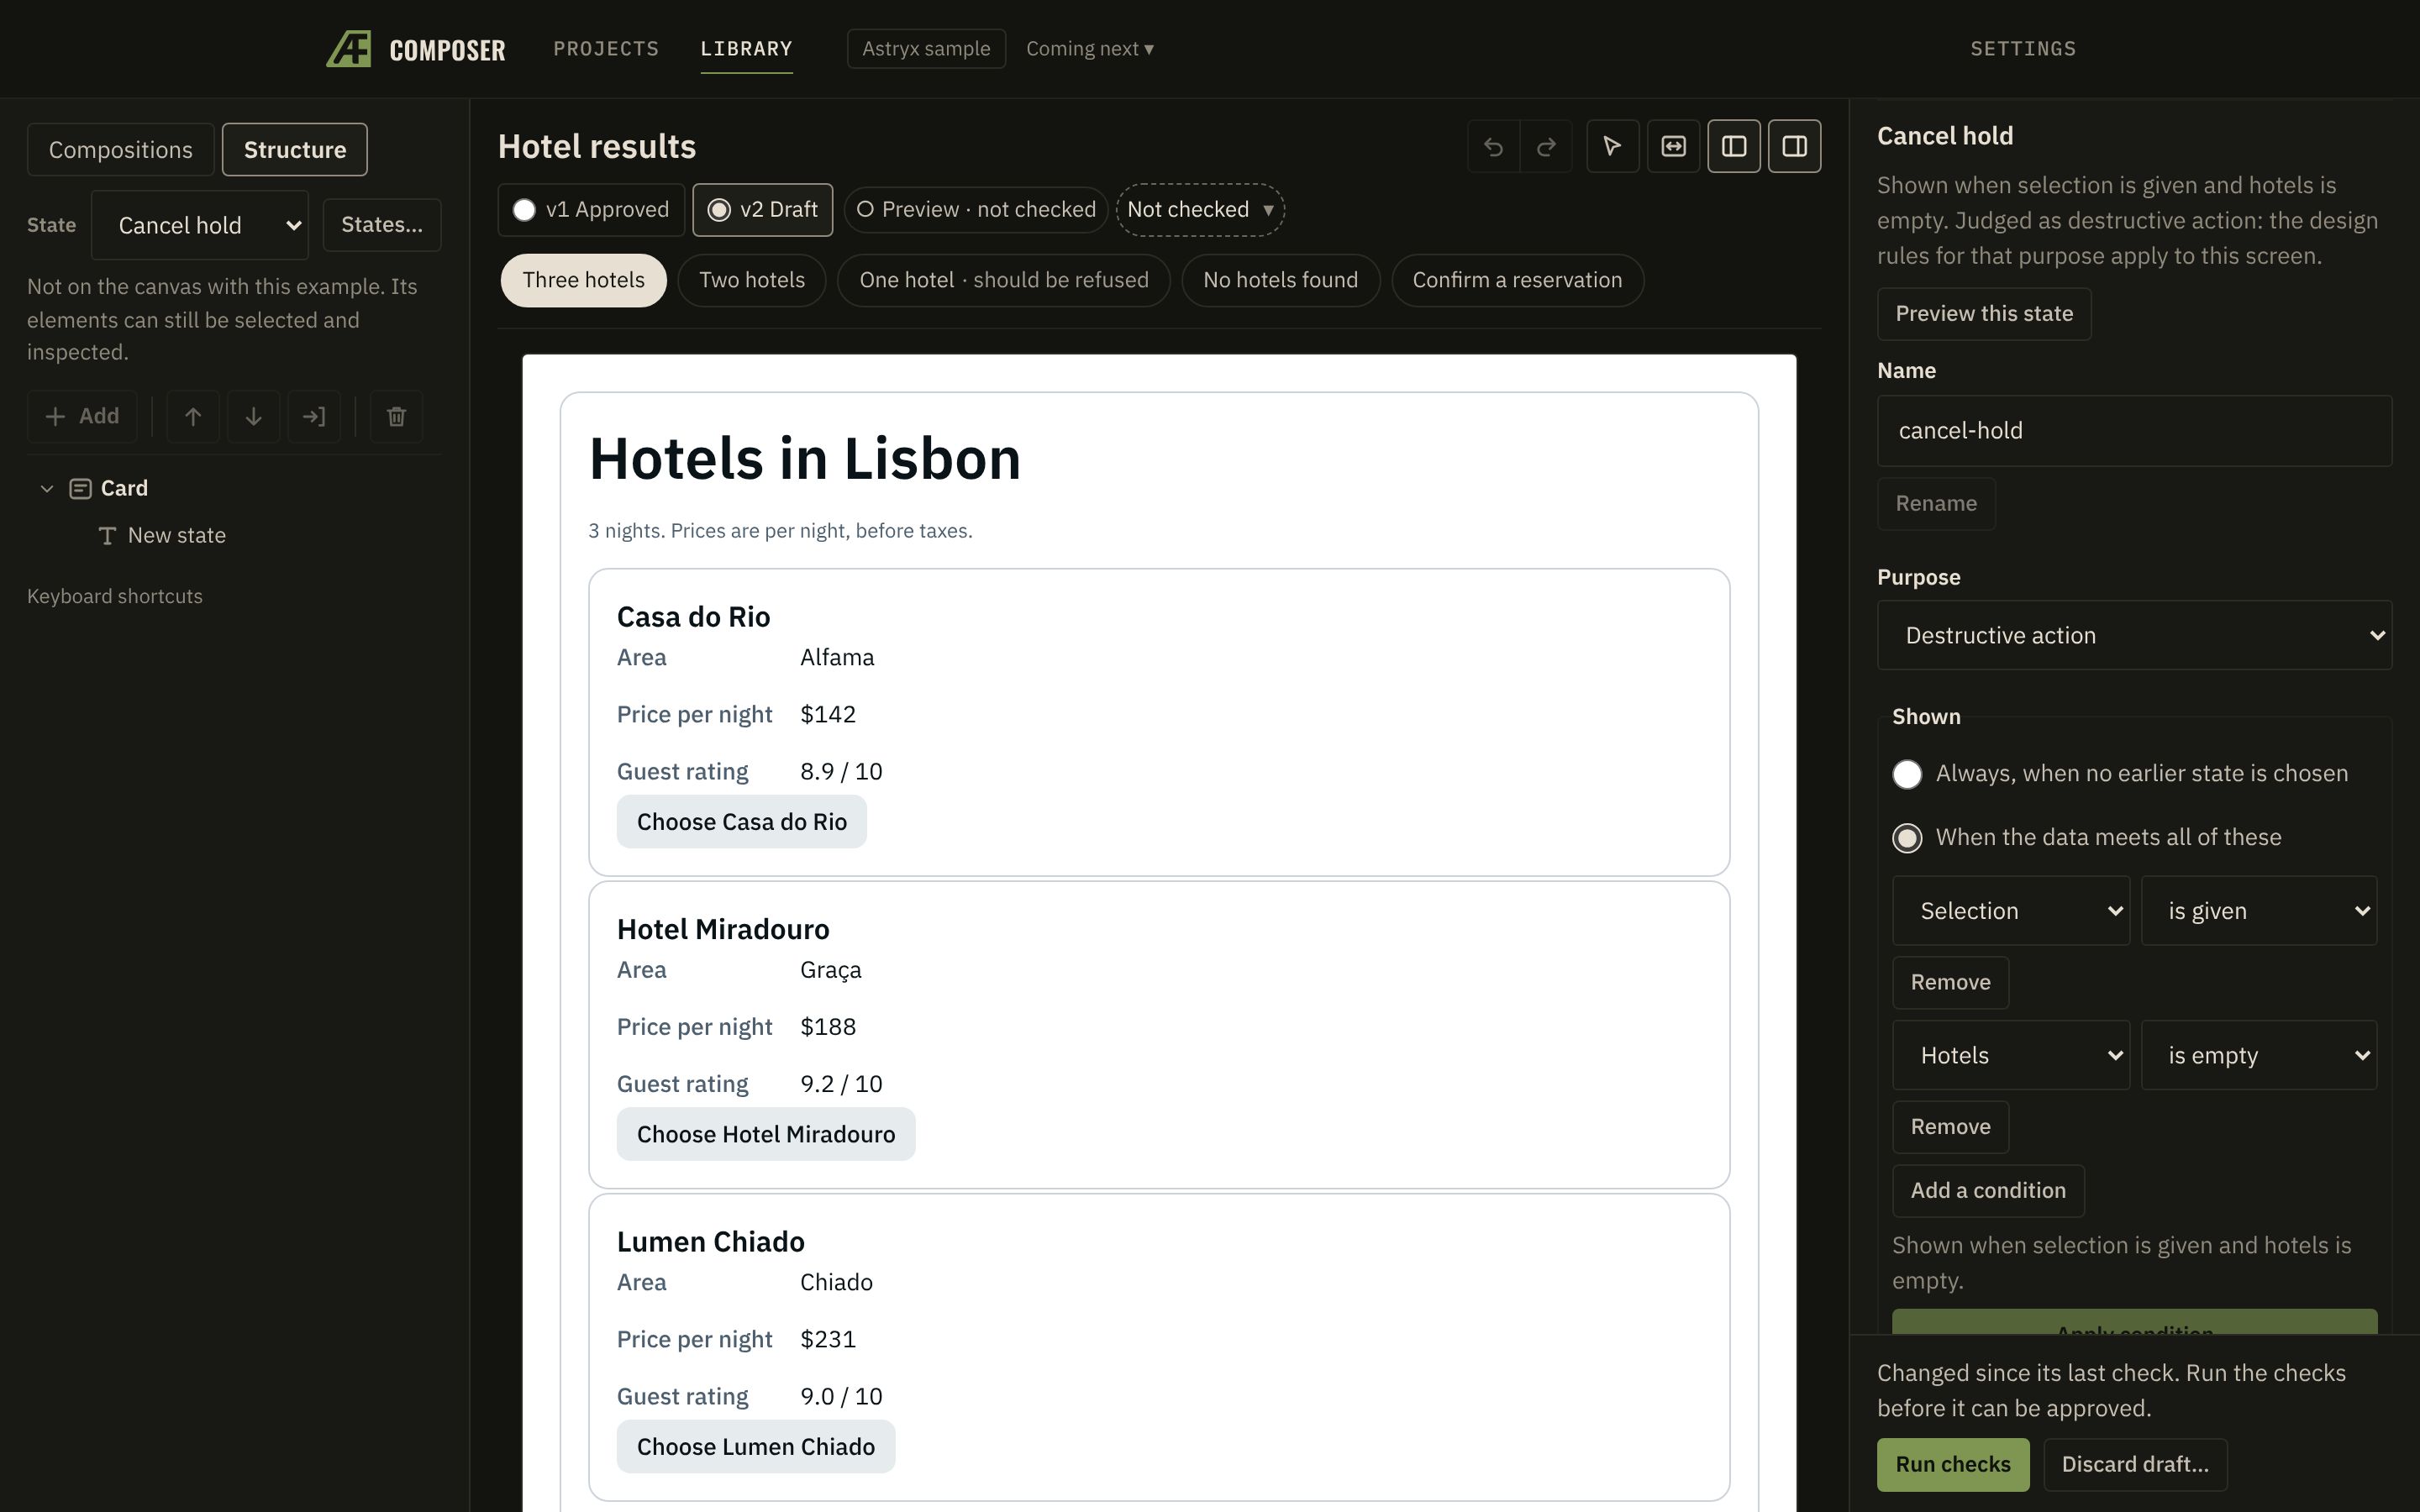 COMPOSER
PROJECTS
LIBRARY
Astryx sample
Coming next ▾
SETTINGS
Compositions
Structure
State
Cancel hold
States...
Not on the canvas with this example. Its
elements can still be selected and
inspected.
Add
Card
New state
Keyboard shortcuts
Hotel results
v1 Approved
v2 Draft
Preview · not checked
Not checked ▾
Three hotels
Two hotels
One hotel · should be refused
No hotels found
Confirm a reservation
Hotels in Lisbon
3 nights. Prices are per night, before taxes.
Casa do Rio
Area Alfama
Price per night $142
Guest rating 8.9 / 10
Choose Casa do Rio
Hotel Miradouro
Area Graça
Price per night $188
Guest rating 9.2 / 10
Choose Hotel Miradouro
Lumen Chiado
Area Chiado
Price per night $231
Guest rating 9.0 / 10
Choose Lumen Chiado
Cancel hold
Shown when selection is given and hotels is
empty. Judged as destructive action: the design
rules for that purpose apply to this screen.
Preview this state
Name
cancel-hold
Rename
Purpose
Destructive action
Shown
Always, when no earlier state is chosen
When the data meets all of these
Selection
is given
Remove
Hotels
is empty
Remove
Add a condition
Shown when selection is given and hotels is
empty.
Apply condition
Changed since its last check. Run the checks
before it can be approved.
Run checks
Discard draft...